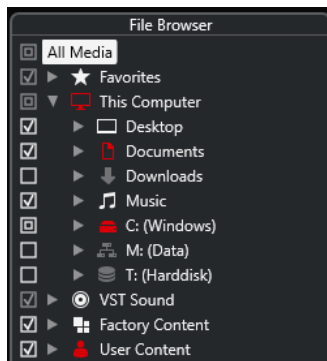 File Browser
All Media
Favorites
This Computer
Desktop
Documents
Downloads
Music
C: (Windows)
M: (Data)
T: (Harddisk)
VST Sound
Factory Content
User Content